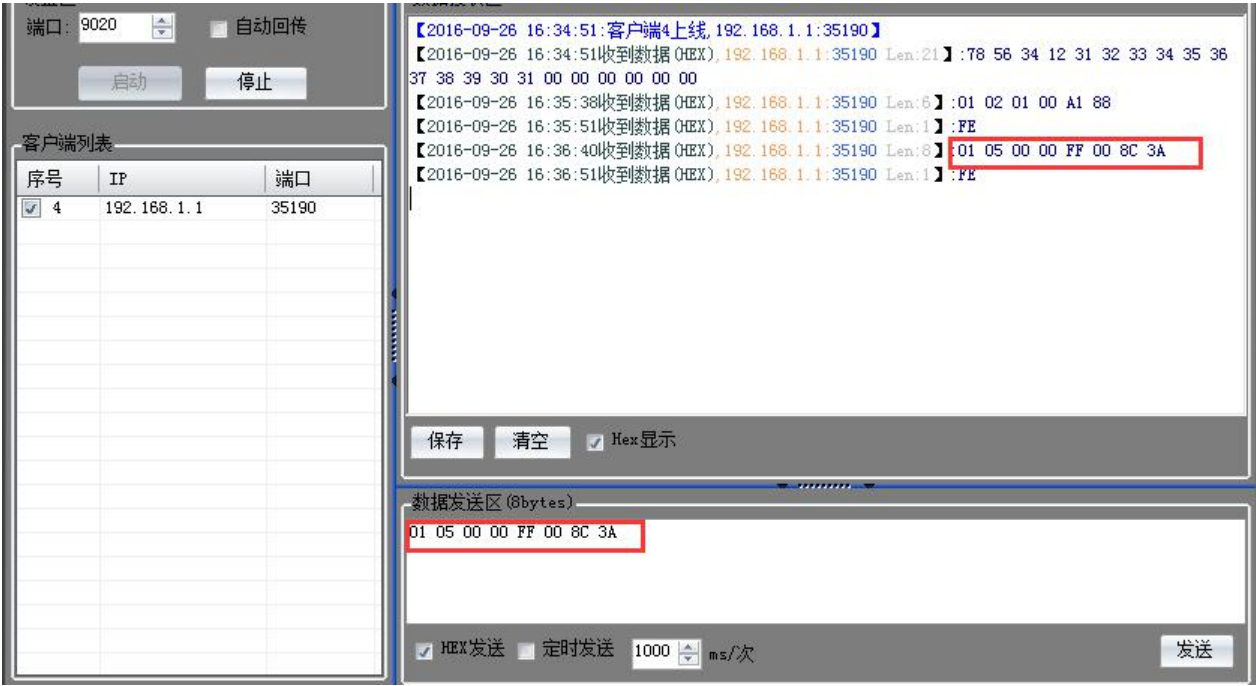 端口: 9020
自动回传
启动 停止
客户端列表
序号 IP 端口
4 192.168.1.1 35190
【2016-09-26 16:34:51:客户端4上线,192.168.1.1:35190】
【2016-09-26 16:34:51收到数据(HEX),192.168.1.1:35190 Len:21】:78 56 34 12 31 32 33 34 35 36
37 38 39 30 31 00 00 00 00 00 00
【2016-09-26 16:35:38收到数据(HEX),192.168.1.1:35190 Len:6】:01 02 01 00 A1 88
【2016-09-26 16:35:51收到数据(HEX),192.168.1.1:35190 Len:1】:FE
【2016-09-26 16:36:40收到数据(HEX),192.168.1.1:35190 Len:8】:01 05 00 00 FF 00 8C 3A
【2016-09-26 16:36:51收到数据(HEX),192.168.1.1:35190 Len:1】:FE
保存 清空 Hex显示
数据发送区(8bytes)
01 05 00 00 FF 00 8C 3A
HEX发送 定时发送 1000 ms/次 发送